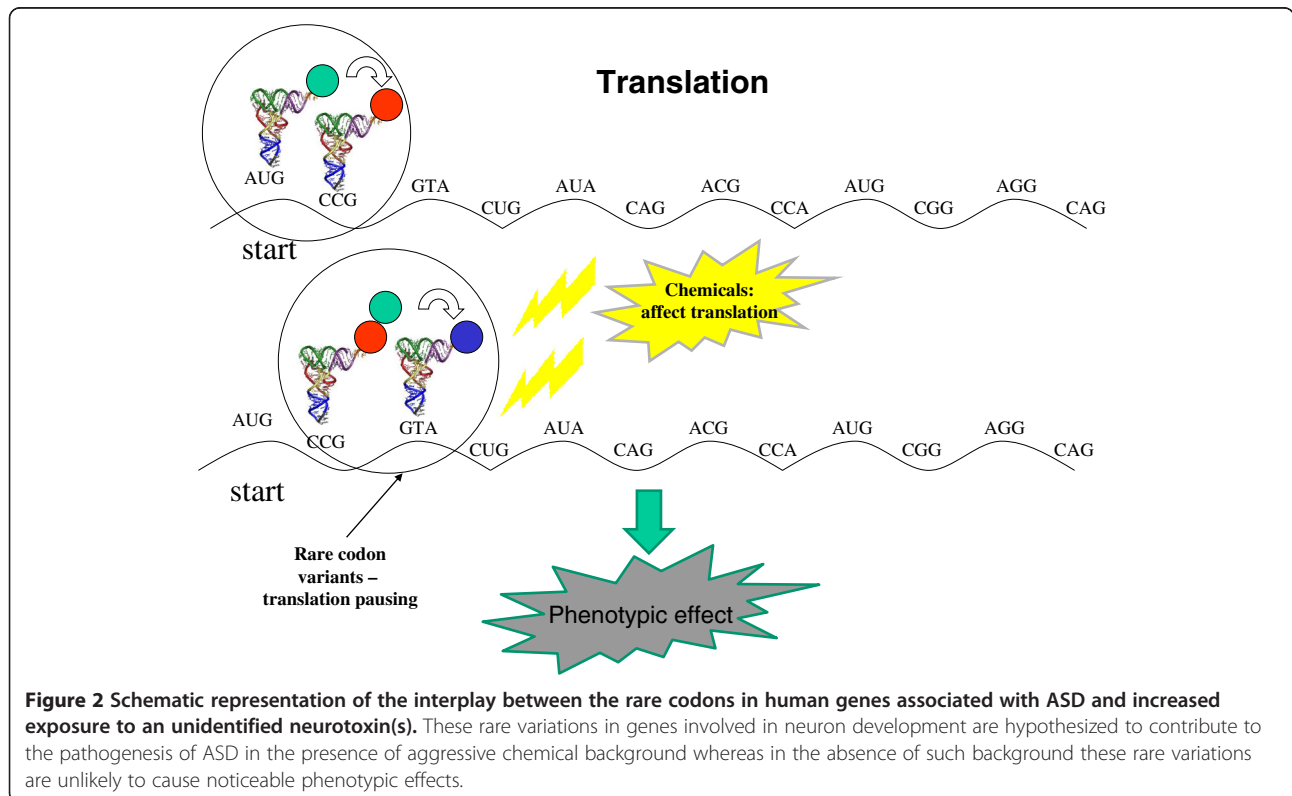 Translation
AUG
CCG
GTA
CUG
AUA
CAG
ACG
CCA
AUG
CGG
AGG
CAG
start
Chemicals:
affect translation
AUG
CCG
GTA
CUG
AUA
CAG
ACG
CCA
AUG
CGG
AGG
CAG
start
Rare codon
variants –
translation pausing
Phenotypic effect
Figure 2 Schematic representation of the interplay between the rare codons in human genes associated with ASD and increased
exposure to an unidentified neurotoxin(s). These rare variations in genes involved in neuron development are hypothesized to contribute to
the pathogenesis of ASD in the presence of aggressive chemical background whereas in the absence of such background these rare variations
are unlikely to cause noticeable phenotypic effects.